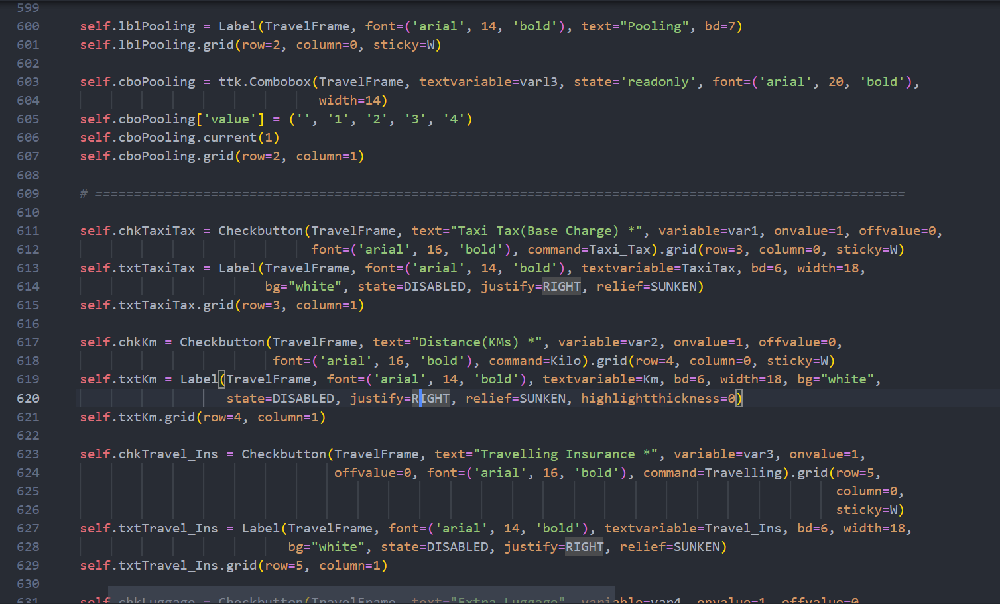 599
600 self.lblPooling = Label(TravelFrame, font=('arial', 14, 'bold'), text="Pooling", bd=7)
601 self.lblPooling.grid(row=2, column=0, sticky=W)
602
603 self.cboPooling = ttk.Combobox(TravelFrame, textvariable=varl3, state='readonly', font=('arial', 20, 'bold'),
604 width=14)
605 self.cboPooling['value'] = ('', '1', '2', '3', '4')
606 self.cboPooling.current(1)
607 self.cboPooling.grid(row=2, column=1)
608
609 # =========================================================================================================
610
611 self.chkTaxiTax = Checkbutton(TravelFrame, text="Taxi Tax(Base Charge) *", variable=var1, onvalue=1, offvalue=0,
612 font=('arial', 16, 'bold'), command=Taxi_Tax).grid(row=3, column=0, sticky=W)
613 self.txtTaxiTax = Label(TravelFrame, font=('arial', 14, 'bold'), textvariable=TaxiTax, bd=6, width=18,
614 bg="white", state=DISABLED, justify=RIGHT, relief=SUNKEN)
615 self.txtTaxiTax.grid(row=3, column=1)
616
617 self.chkKm = Checkbutton(TravelFrame, text="Distance(KMs) *", variable=var2, onvalue=1, offvalue=0,
618 font=('arial', 16, 'bold'), command=Kilo).grid(row=4, column=0, sticky=W)
619 self.txtKm = Label(TravelFrame, font=('arial', 14, 'bold'), textvariable=Km, bd=6, width=18, bg="white",
620 state=DISABLED, justify=RIGHT, relief=SUNKEN, highlightthickness=0)
621 self.txtKm.grid(row=4, column=1)
622
623 self.chkTravel_Ins = Checkbutton(TravelFrame, text="Travelling Insurance *", variable=var3, onvalue=1,
624 offvalue=0, font=('arial', 16, 'bold'), command=Travelling).grid(row=5,
625 column=0,
626 sticky=W)
627 self.txtTravel_Ins = Label(TravelFrame, font=('arial', 14, 'bold'), textvariable=Travel_Ins, bd=6, width=18,
628 bg="white", state=DISABLED, justify=RIGHT, relief=SUNKEN)
629 self.txtTravel_Ins.grid(row=5, column=1)
630
631 self.chkLuggage = Checkbutton(TravelFrame, text="Extra Luggage", variable=var4, onvalue=1, offvalue=0,